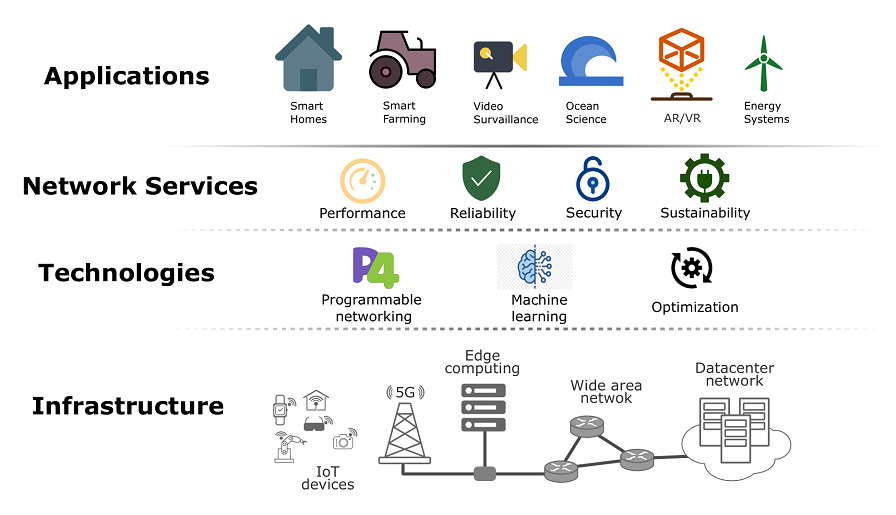 Applications
Smart
Homes
Smart
Farming
Video
Survaillance
Ocean
Science
AR/VR
Energy
Systems
Network Services
Performance
Reliability
Security
Sustainability
Technologies
P4
Programmable
networking
Machine
learning
Optimization
Infrastructure
IoT
devices
5G
Edge
computing
Wide area
netwok
Datacenter
network